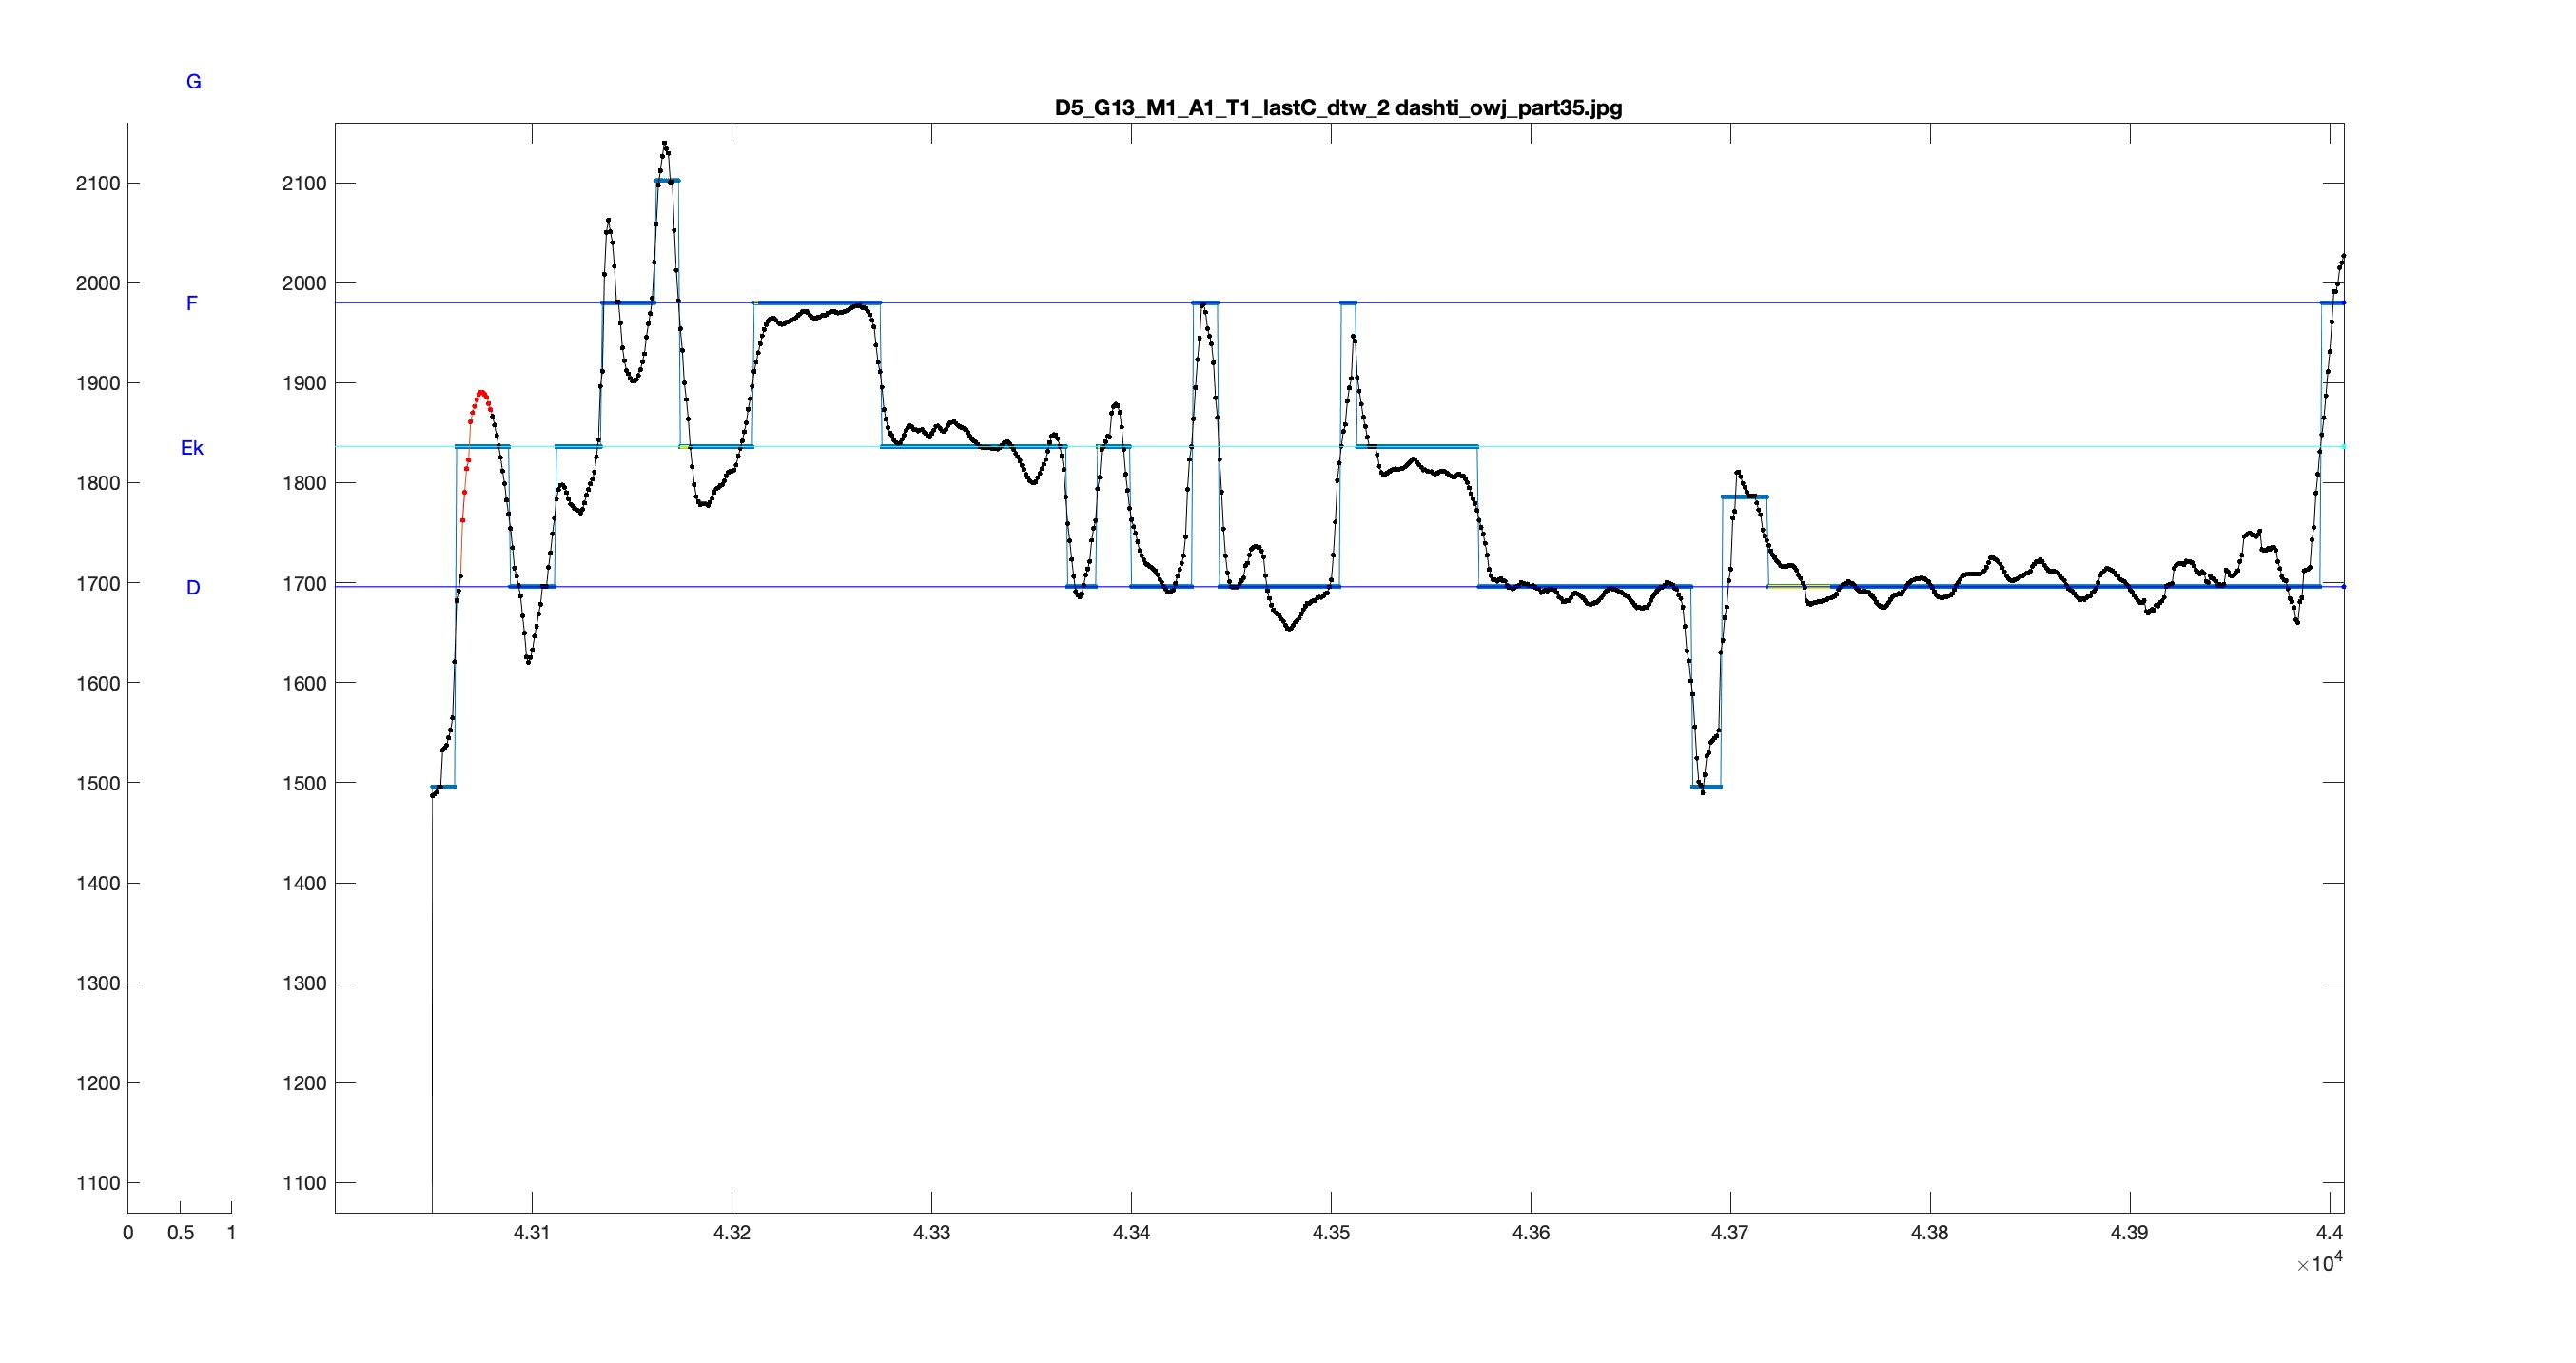 G
D5_G13_M1_A1_T1_lastC_dtw_2 dashti_owj_part35.jpg
2100 2100
2000 2000
F
1900 1900
Ek
1800 1800
1700 1700
D
1600 1600
1500 1500
1400 1400
1300 1300
1200 1200
1100 1100
0 0.5 1 4.31 4.32 4.33 4.34 4.35 4.36 4.37 4.38 4.39 4.4
×10^4